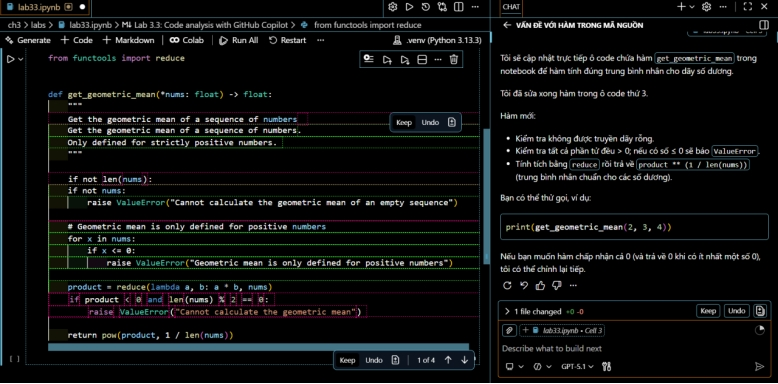 lab33.ipynb
ch3 > labs > lab33.ipynb > M↓ Lab 3.3: Code analysis with GitHub Copilot > from functools import reduce
Generate + Code + Markdown Colab Run All Restart ... .venv (Python 3.13.3)
from functools import reduce
def get_geometric_mean(*nums: float) -> float:
"""
Get the geometric mean of a sequence of numbers
Get the geometric mean of a sequence of numbers.
Only defined for strictly positive numbers.
"""
Keep Undo
if not len(nums):
if not nums:
raise ValueError("Cannot calculate the geometric mean of an empty sequence")
# Geometric mean is only defined for positive numbers
for x in nums:
if x <= 0:
raise ValueError("Geometric mean is only defined for positive numbers")
product = reduce(lambda a, b: a * b, nums)
if product < 0 and len(nums) % 2 == 0:
raise ValueError("Cannot calculate the geometric mean")
return pow(product, 1 / len(nums))
[ ]
Keep Undo 1 of 4
CHAT
VẤN ĐỀ VỚI HÀM TRONG MÃ NGUỒN
lab33.ipynb
Tôi sẽ cập nhật trực tiếp ô code chứa hàm get_geometric_mean trong
notebook để hàm tính đúng trung bình nhân cho dãy số dương.
Tôi đã sửa xong hàm trong ô code thứ 3.
Hàm mới:
• Kiểm tra không được truyền dãy rỗng.
• Kiểm tra tất cả phần tử đều > 0; nếu có số ≤ 0 sẽ báo ValueError.
• Tính tích bằng reduce rồi trả về product ** (1 / len(nums))
(trung bình nhân chuẩn cho các số dương).
Bạn có thể thử gọi, ví dụ:
print(get_geometric_mean(2, 3, 4))
Nếu bạn muốn hàm chấp nhận cả 0 (và trả về 0 khi có ít nhất một số 0),
tôi có thể chỉnh lại tiếp.
> 1 file changed +0 -0 Keep Undo
+ lab33.ipynb • Cell 3
Describe what to build next
GPT-5.1